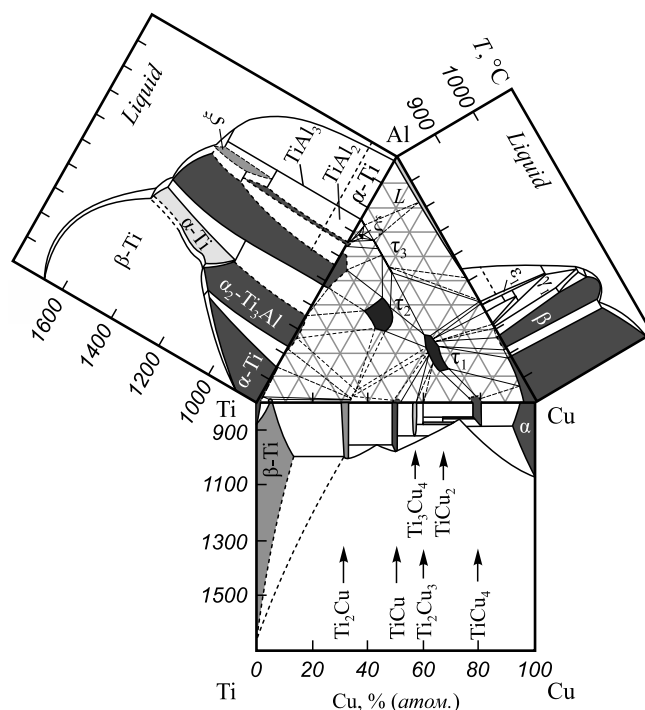 T, °C
1000
900
Al
Liquid
Liquid
ξ
TiAl₃
TiAl₂
α-Ti
L
ξ
τ₃
τ₂
τ₁
ε
γ
β
β-Ti
α-Ti
α₂-Ti₃Al
α-Ti
1600
1400
1200
1000
Ti
Cu
900
1100
1300
1500
β-Ti
α
Ti₃Cu₄
TiCu₂
Ti₂Cu
TiCu
Ti₂Cu₃
TiCu₄
0 20 40 60 80 100
Ti
Cu, % (атом.)
Cu